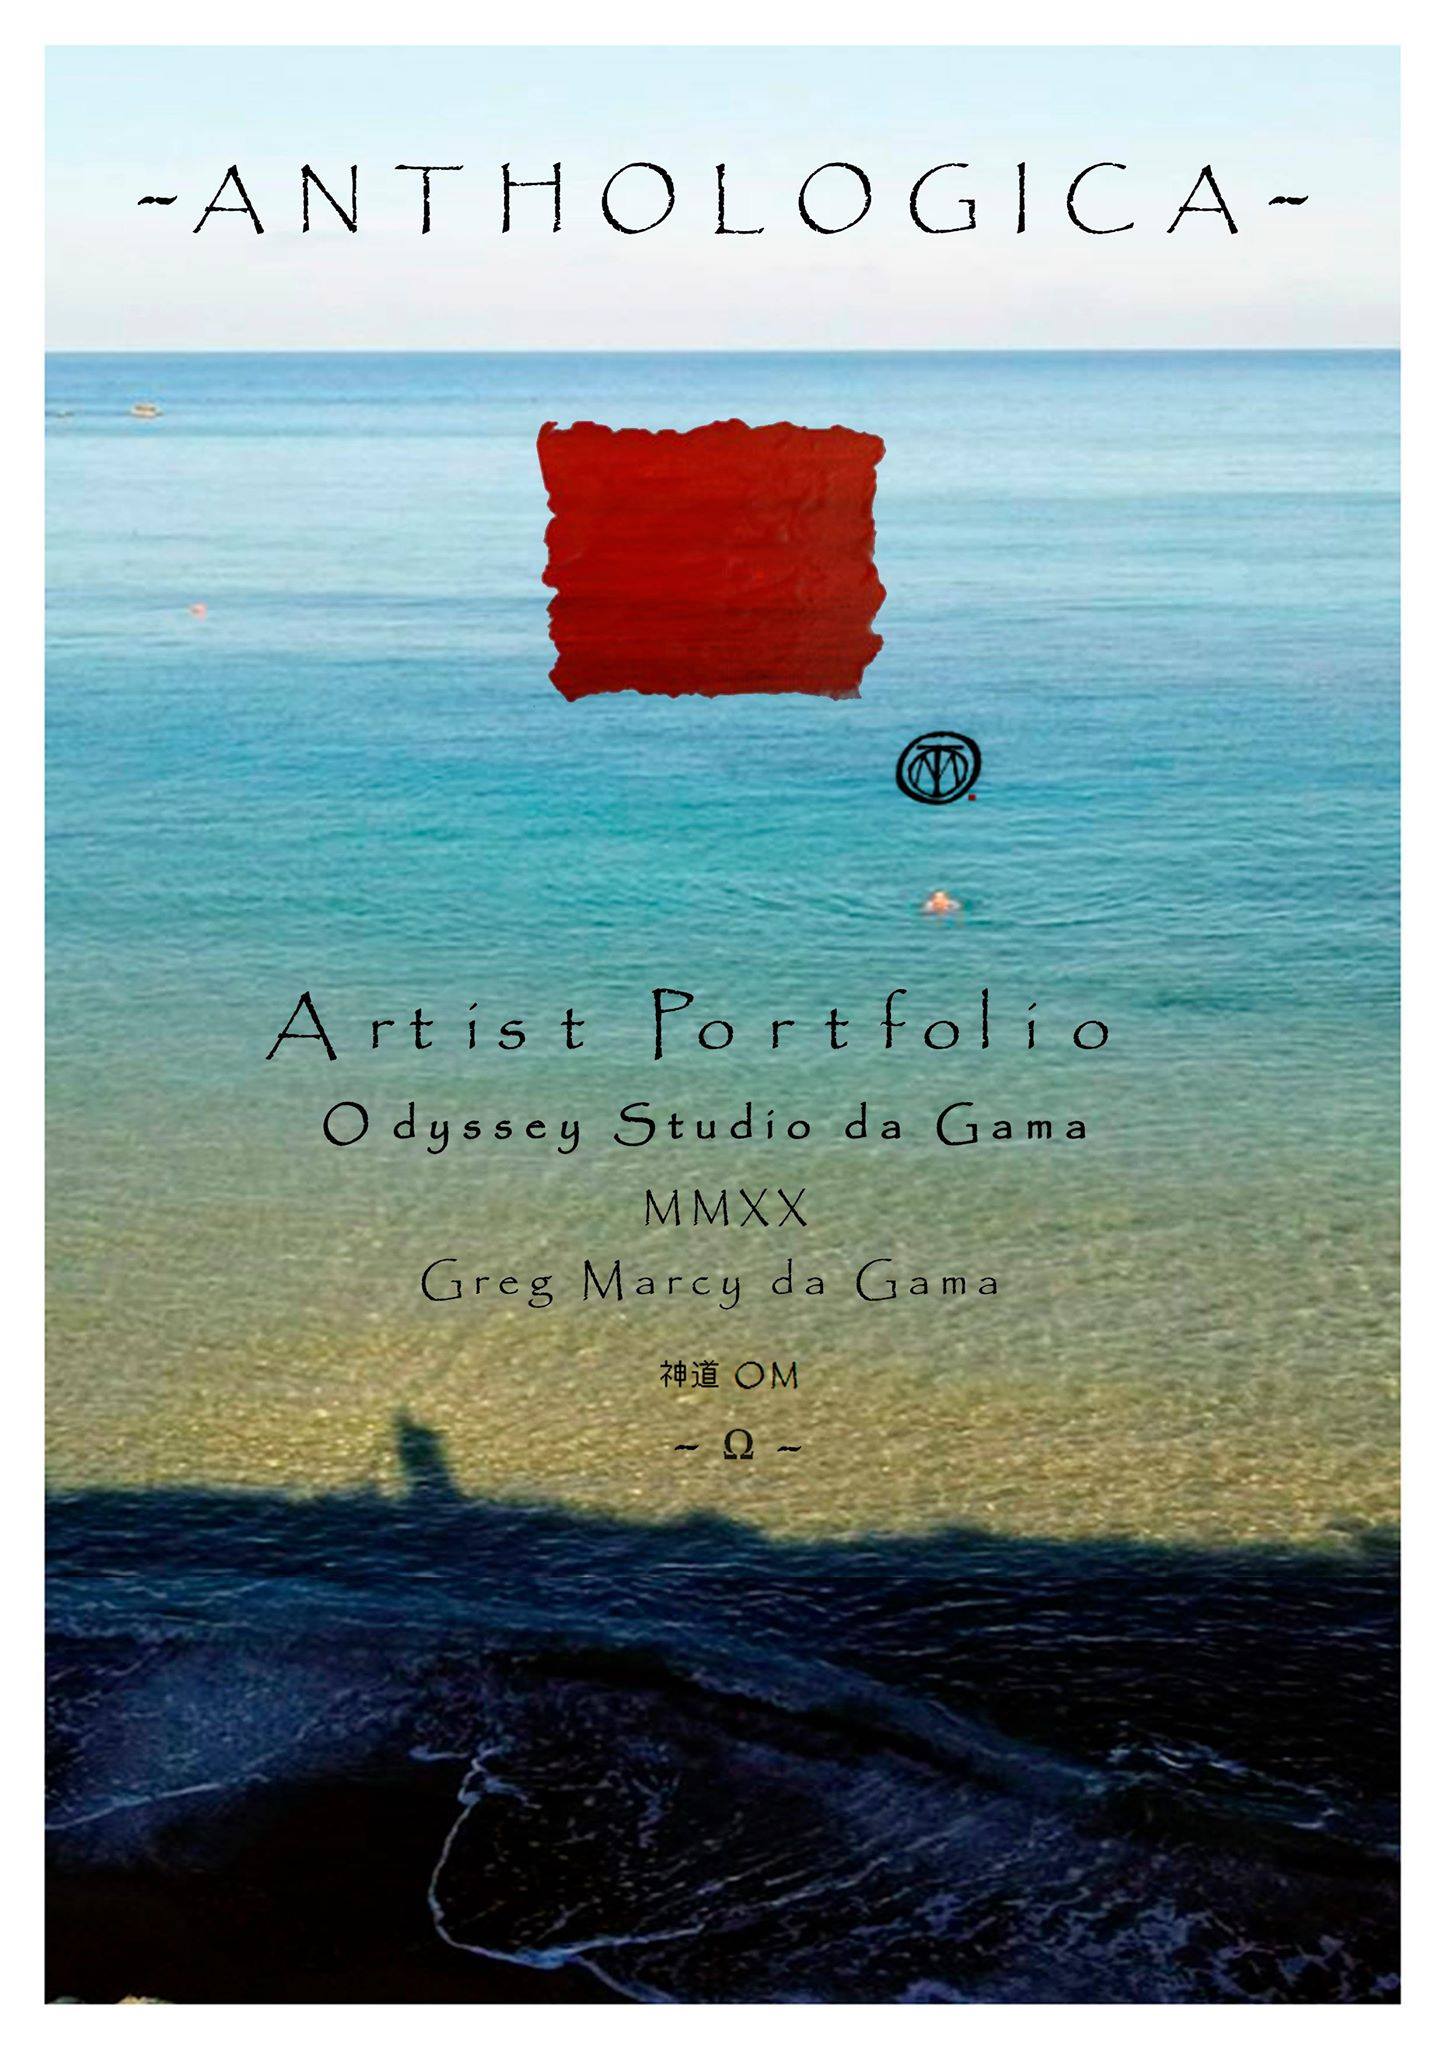 ~ANTHOLOGICA~
Artist Portfolio
Odyssey Studio da Gama
MMXX
Greg Marcy da Gama
神道 OM
~ Ω ~